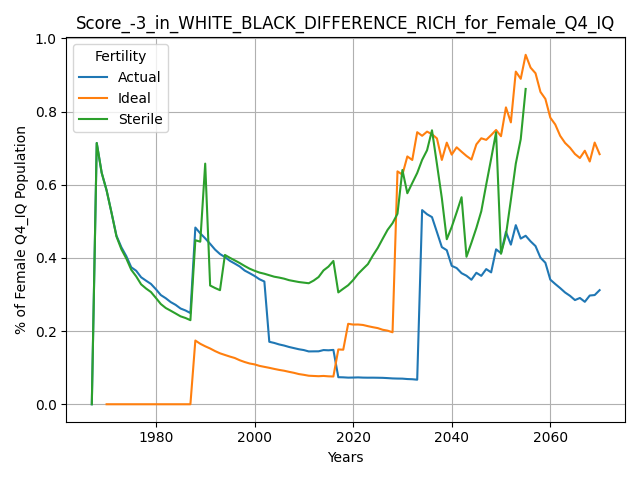 Score_-3_in_WHITE_BLACK_DIFFERENCE_RICH_for_Female_Q4_IQ
Fertility
Actual
Ideal
Sterile
% of Female Q4_IQ Population
1.0
0.8
0.6
0.4
0.2
0.0
1980 2000 2020 2040 2060
Years